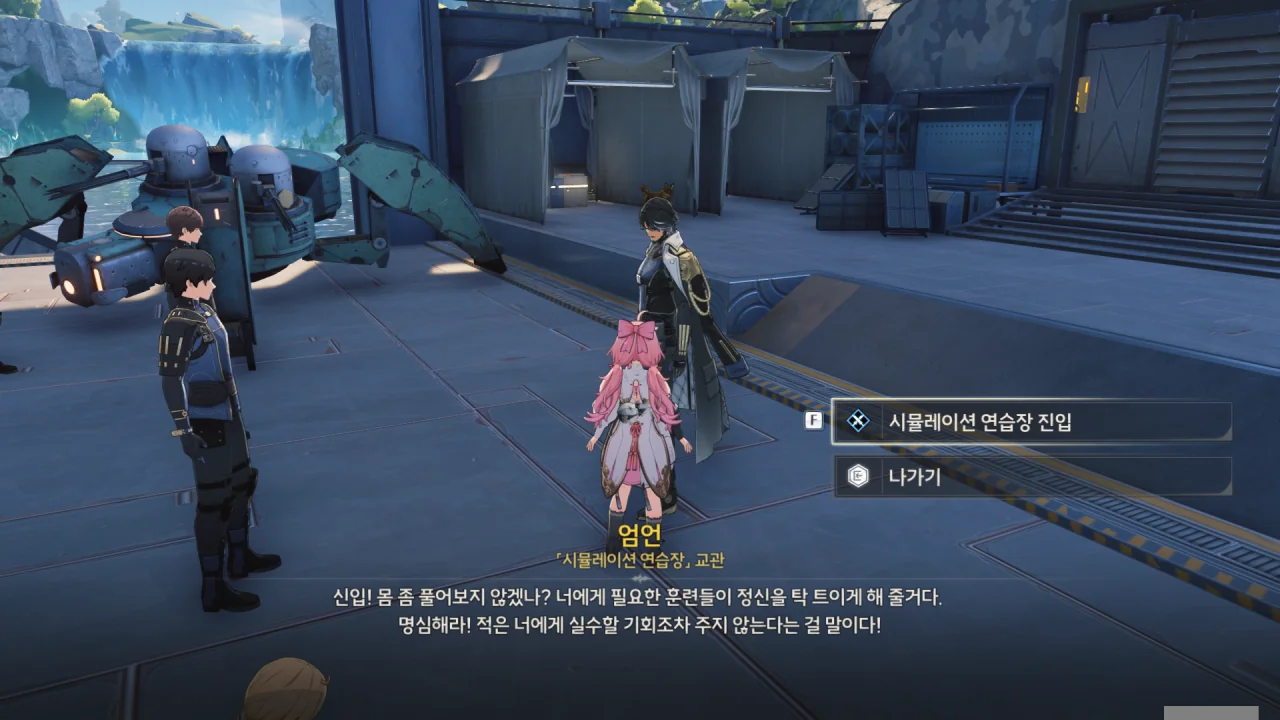 F
시뮬레이션 연습장 진입
나가기
엄언
「시뮬레이션 연습장」 교관
신입! 몸 좀 풀어보지 않겠나? 너에게 필요한 훈련들이 정신을 탁 트이게 해 줄거다.
명심해라! 적은 너에게 실수할 기회조차 주지 않는다는 걸 말이다!